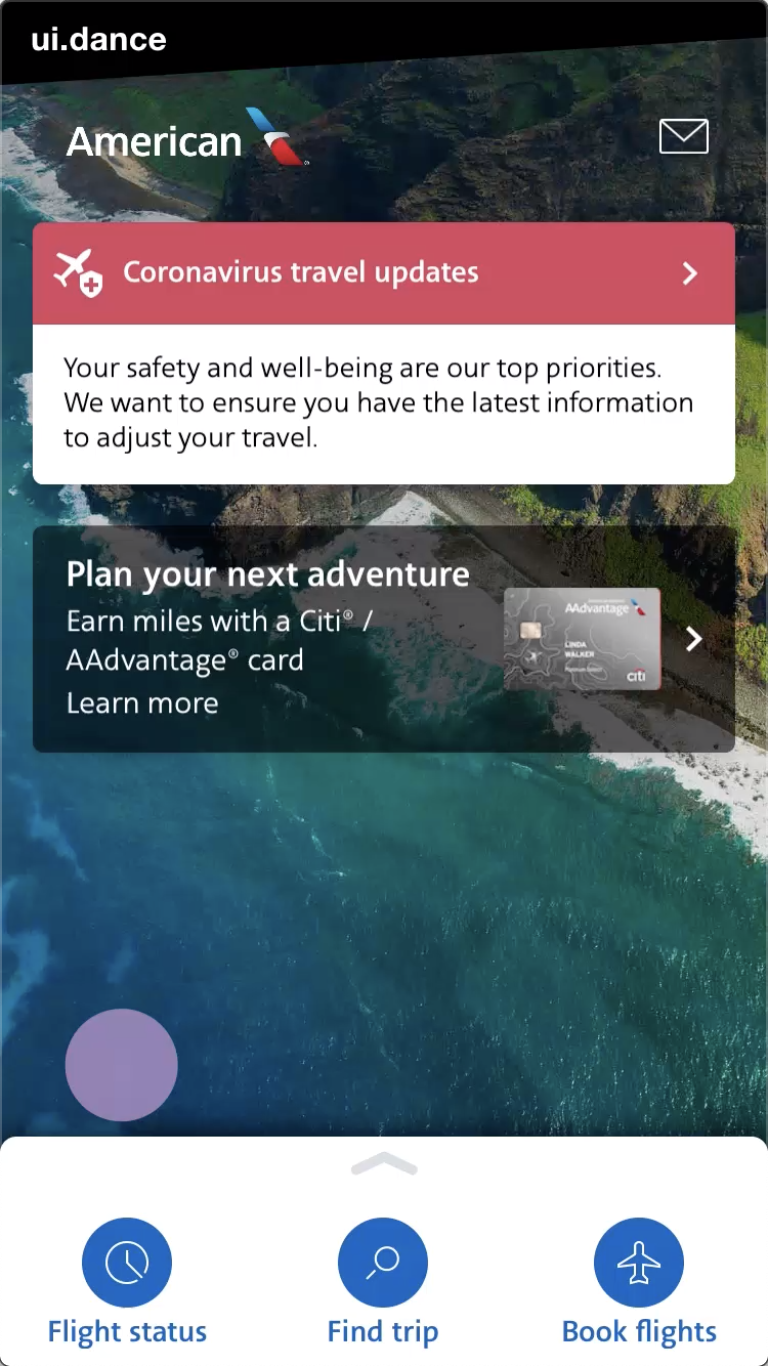 ui.dance
American
Coronavirus travel updates
Your safety and well-being are our top priorities.
We want to ensure you have the latest information
to adjust your travel.
Plan your next adventure
Earn miles with a Citi® /
AAdvantage® card
Learn more
AAdvantage
LINDA
WALKER
citi
Flight status
Find trip
Book flights